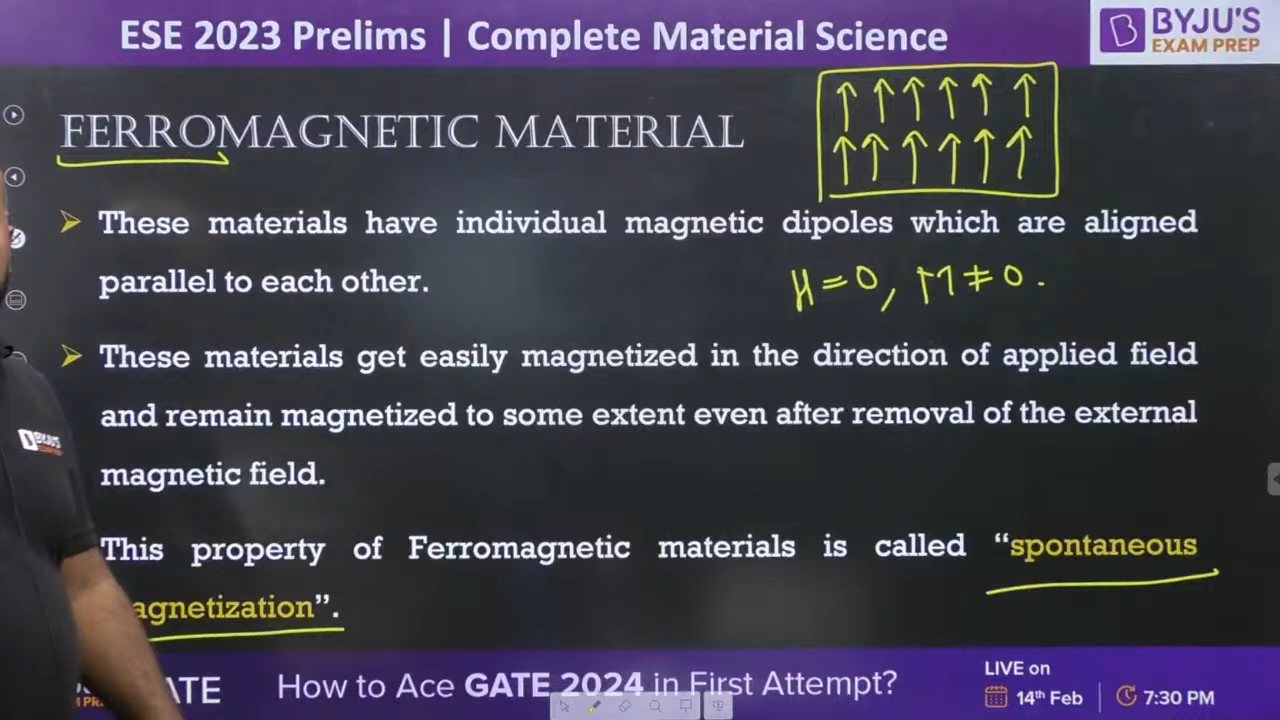 ESE 2023 Prelims | Complete Material Science
BYJU'S
EXAM PREP
FERROMAGNETIC MATERIAL
These materials have individual magnetic dipoles which are aligned
parallel to each other.
H=0, M≠0.
These materials get easily magnetized in the direction of applied field
and remain magnetized to some extent even after removal of the external
magnetic field.
BYJU'S
This property of Ferromagnetic materials is called “spontaneous
agnetization”.
ATE
How to Ace GATE 2024 in First Attempt?
LIVE on
14th Feb
7:30 PM